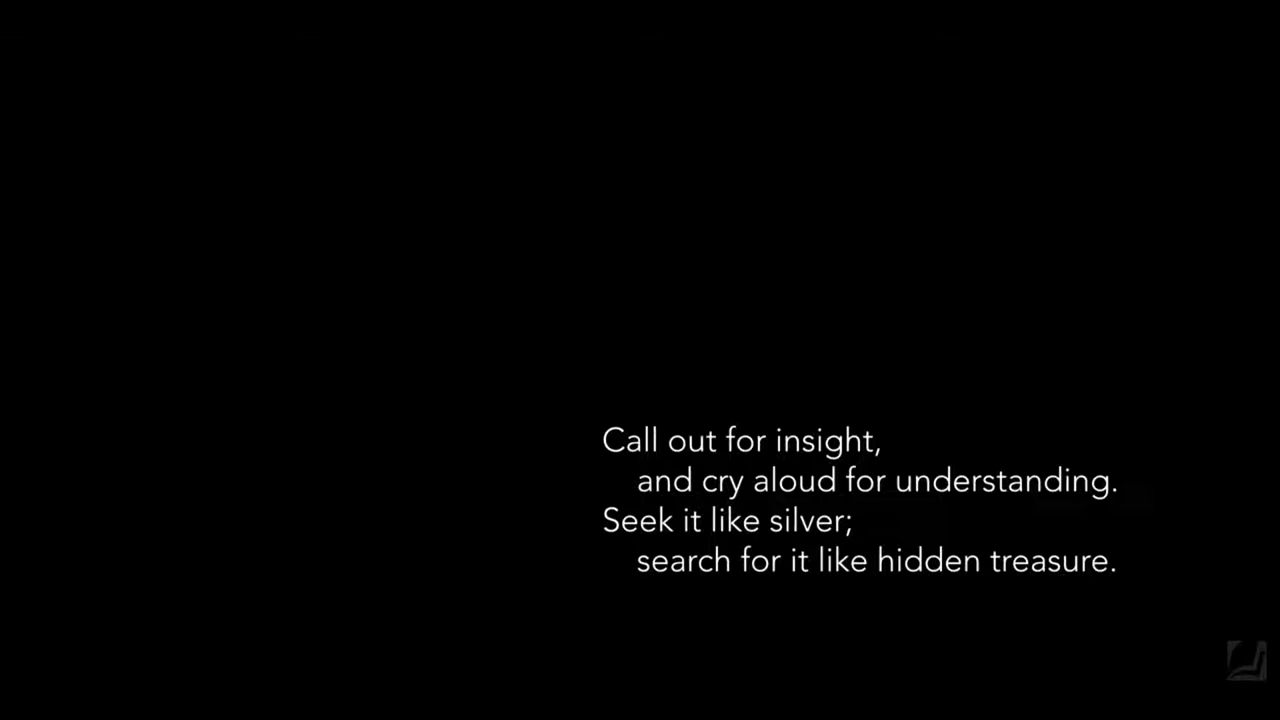 Call out for insight,
and cry aloud for understanding.
Seek it like silver;
search for it like hidden treasure.